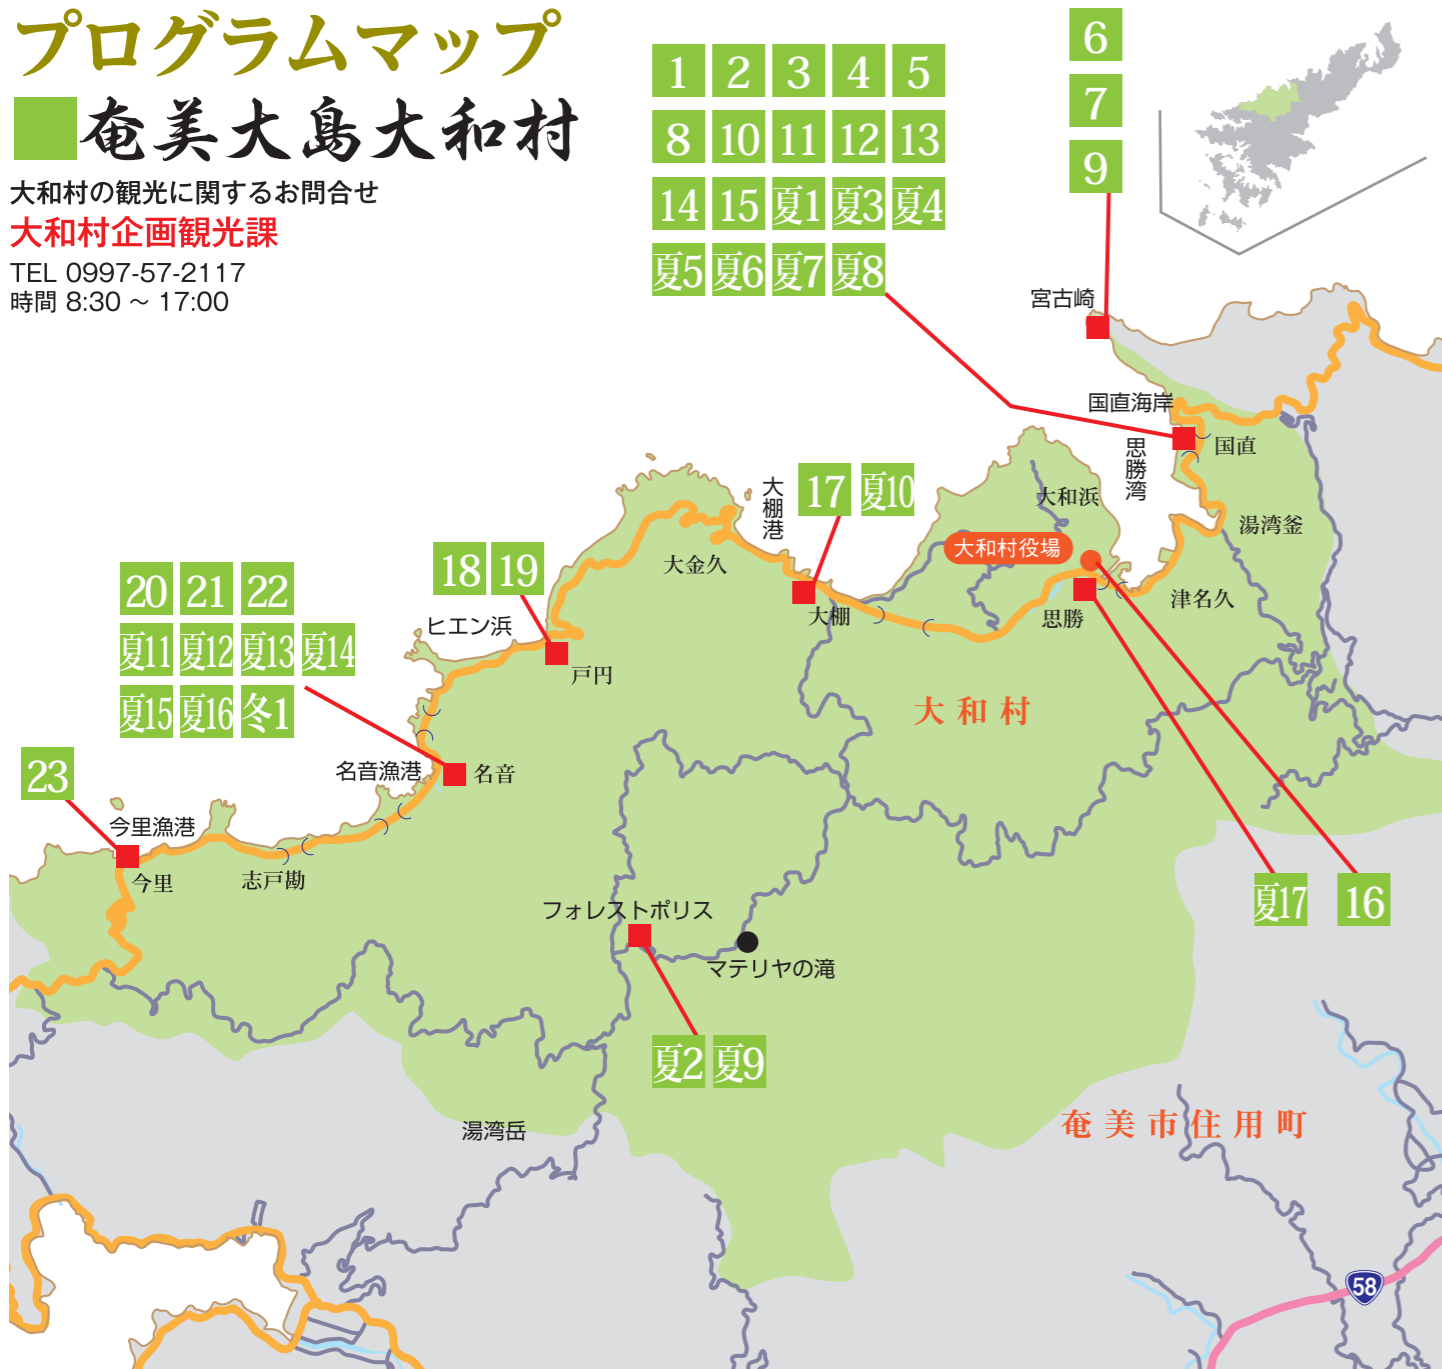 プログラムマップ
奄美大島大和村
大和村の観光に関するお問合せ
大和村企画観光課
TEL 0997-57-2117
時間 8:30 ～ 17:00
1 2 3 4 5
8 10 11 12 13
14 15 夏1 夏3 夏4
夏5 夏6 夏7 夏8
6
7
9
宮古崎
国直海岸
国直
思勝湾
大和浜
湯湾釜
大和村役場
津名久
思勝
大棚港
17 夏10
大棚
大金久
18 19
ヒエン浜
戸円
20 21 22
夏11 夏12 夏13 夏14
夏15 夏16 冬1
名音漁港
名音
大和村
23
今里漁港
今里
志戸勘
フォレストポリス
マテリヤの滝
夏17 16
夏2 夏9
湯湾岳
奄美市住用町
58